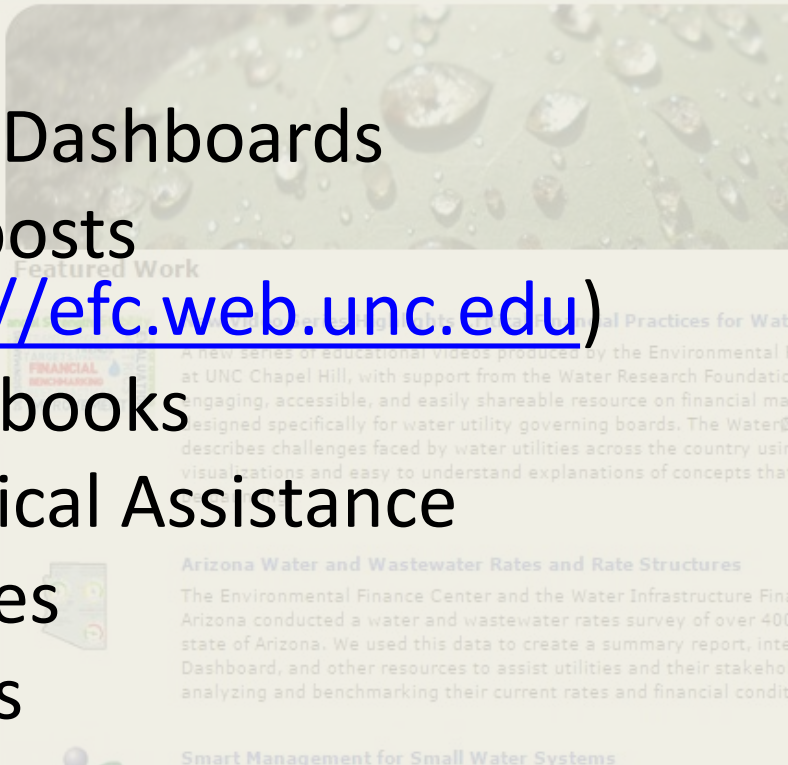 Dashboards
posts
Featured Work
//efc.web.unc.edu)
al Practices for Wat
A new series of educational videos produced by the Environmental
FINANCIAL
BENCHMARKING
at UNC Chapel Hill, with support from the Water Research Foundatio
books
engaging, accessible, and easily shareable resource on financial ma
designed specifically for water utility governing boards. The Water
describes challenges faced by water utilities across the country usin
visualizations and easy to understand explanations of concepts tha
ical Assistance
Arizona Water and Wastewater Rates and Rate Structures
es
The Environmental Finance Center and the Water Infrastructure Fina
Arizona conducted a water and wastewater rates survey of over 400
state of Arizona. We used this data to create a summary report, inte
Dashboard, and other resources to assist utilities and their stakeho
s
analyzing and benchmarking their current rates and financial condit
Smart Management for Small Water Systems